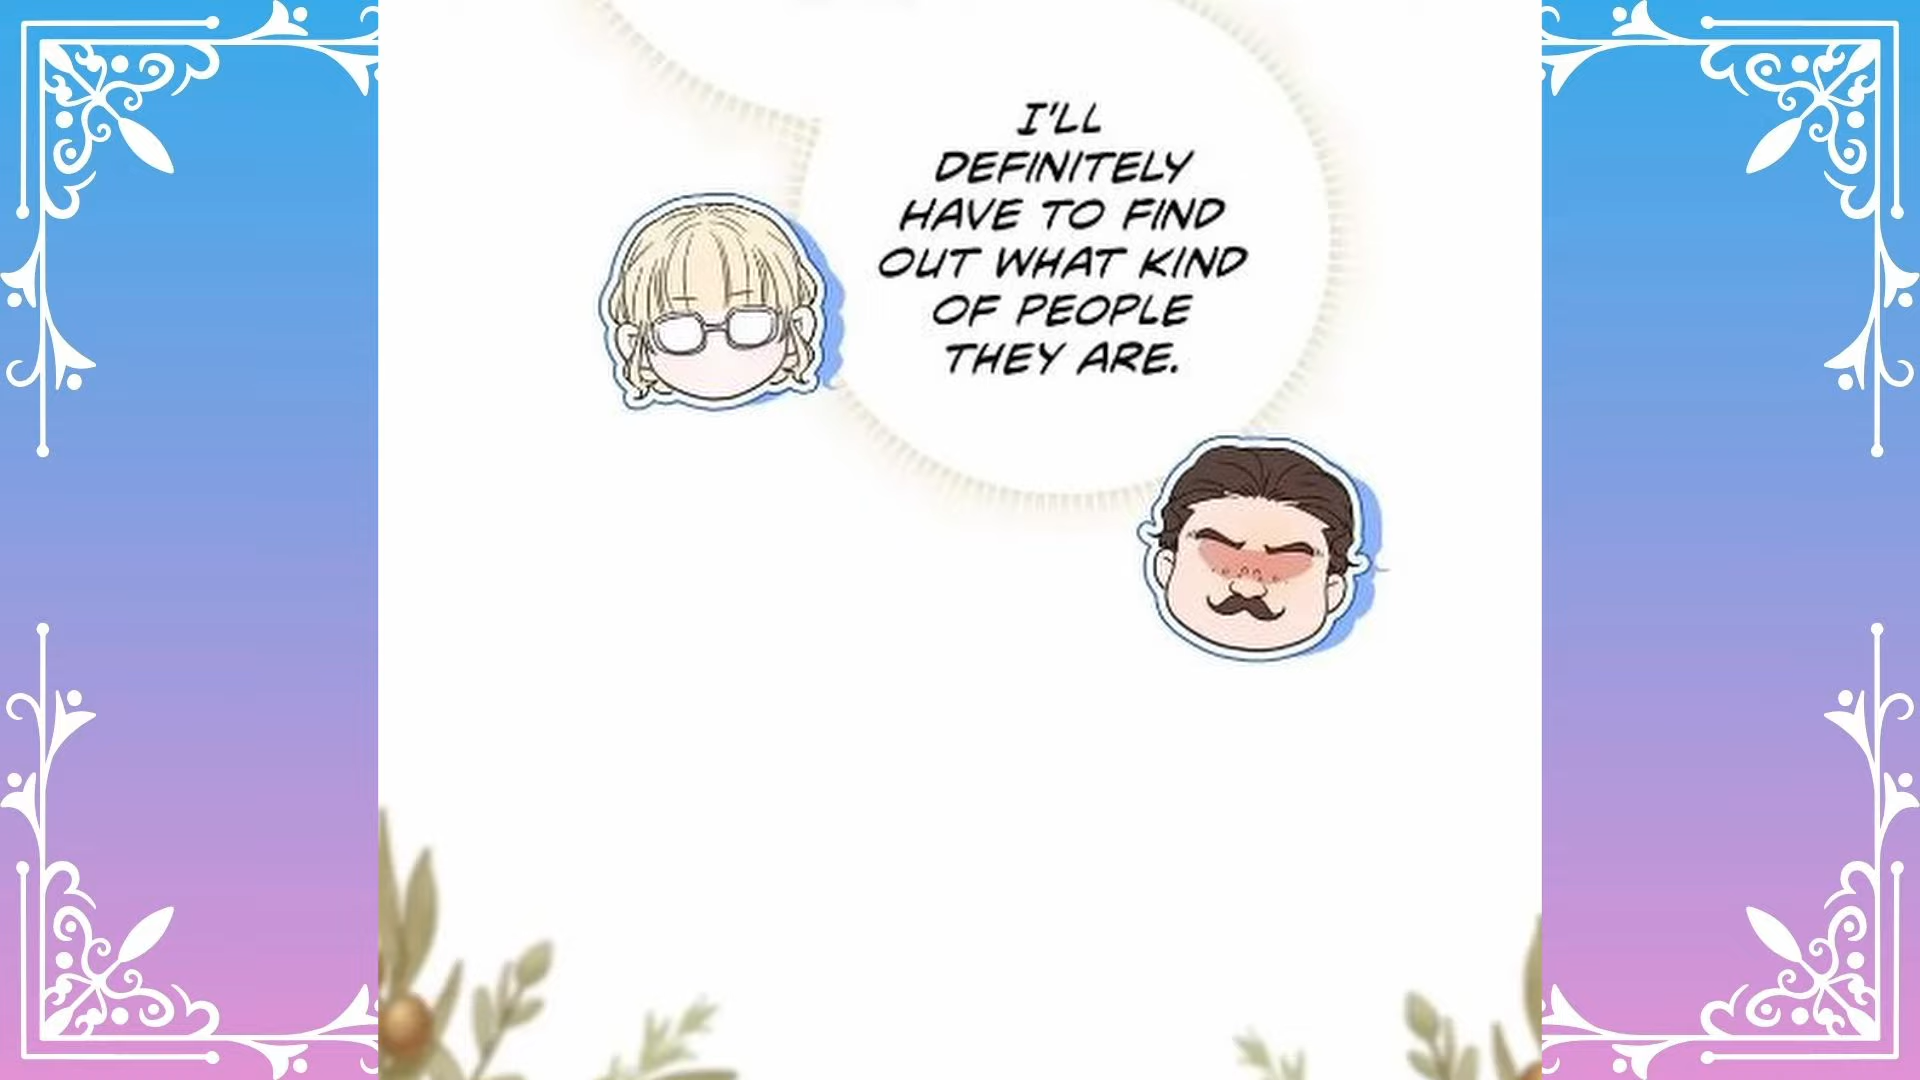 I'LL
DEFINITELY
HAVE TO FIND
OUT WHAT KIND
OF PEOPLE
THEY ARE.